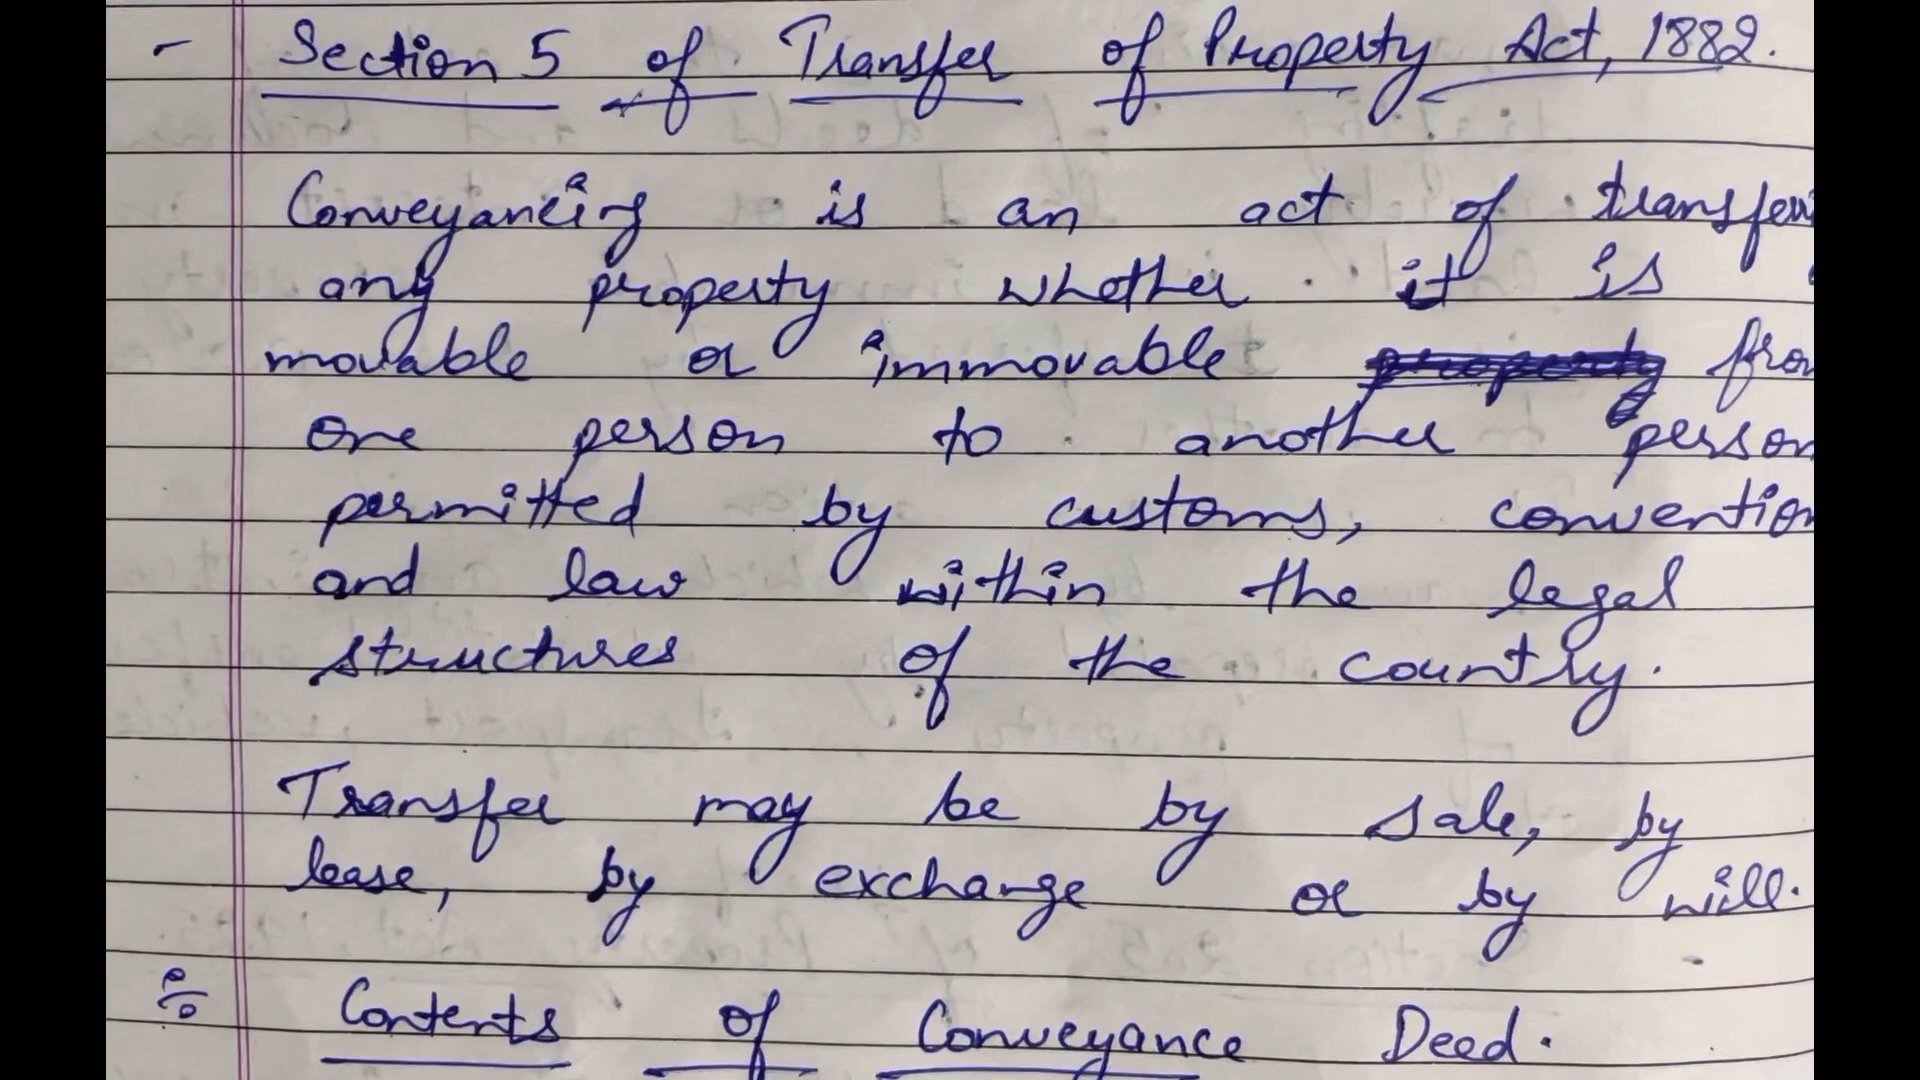 - Section 5 of Transfer of Property Act, 1882.
Conveyancing is an act of
any property whether it is
movable or immovable
one person to another person
permitted by customs, convention
and law within the legal
structures of the country.
Transfer may be by sale, by
lease, by exchange or by will.
Contents of Conveyance Deed.